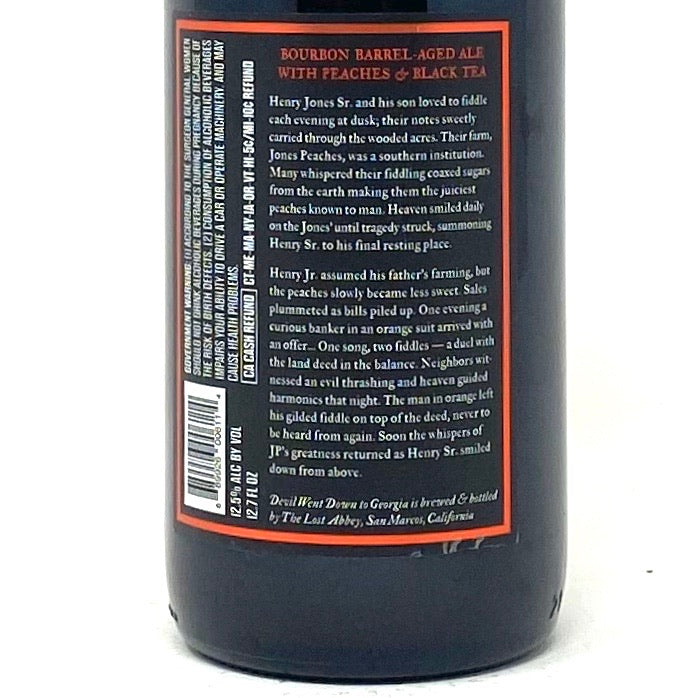 BOURBON BARREL-AGED ALE
WITH PEACHES & BLACK TEA
Henry Jones Sr. and his son loved to fiddle
each evening at dusk; their notes sweetly
carried through the wooded acres. Their farm,
Jones Peaches, was a southern institution.
Many whispered their fiddling coaxed sugars
from the earth making them the juiciest
peaches known to man. Heaven smiled daily
on the Jones' until tragedy struck, summoning
Henry Sr. to his final resting place.
Henry Jr. assumed his father's farming, but
the peaches slowly became less sweet. Sales
plummeted as bills piled up. One evening a
curious banker in an orange suit arrived with
an offer... One song, two fiddles — a duel with
the land deed in the balance. Neighbors wit-
nessed an evil thrashing and heaven guided
harmonics that night. The man in orange left
his gilded fiddle on top of the deed, never to
be heard from again. Soon the whispers of
JP's greatness returned as Henry Sr. smiled
down from above.
Devil Went Down to Georgia is brewed & bottled
by The Lost Abbey, San Marcos, California
GOVERNMENT WARNING: (1) ACCORDING TO THE SURGEON GENERAL, WOMEN
SHOULD NOT DRINK ALCOHOLIC BEVERAGES DURING PREGNANCY BECAUSE OF
THE RISK OF BIRTH DEFECTS. (2) CONSUMPTION OF ALCOHOLIC BEVERAGES
IMPAIRS YOUR ABILITY TO DRIVE A CAR OR OPERATE MACHINERY, AND MAY
CAUSE HEALTH PROBLEMS.
CA CASH REFUND CT-ME-MA-NY-IA-OR-VT-HI-5C/MI-10C REFUND
12.5% ALC BY VOL
12.7 FL OZ